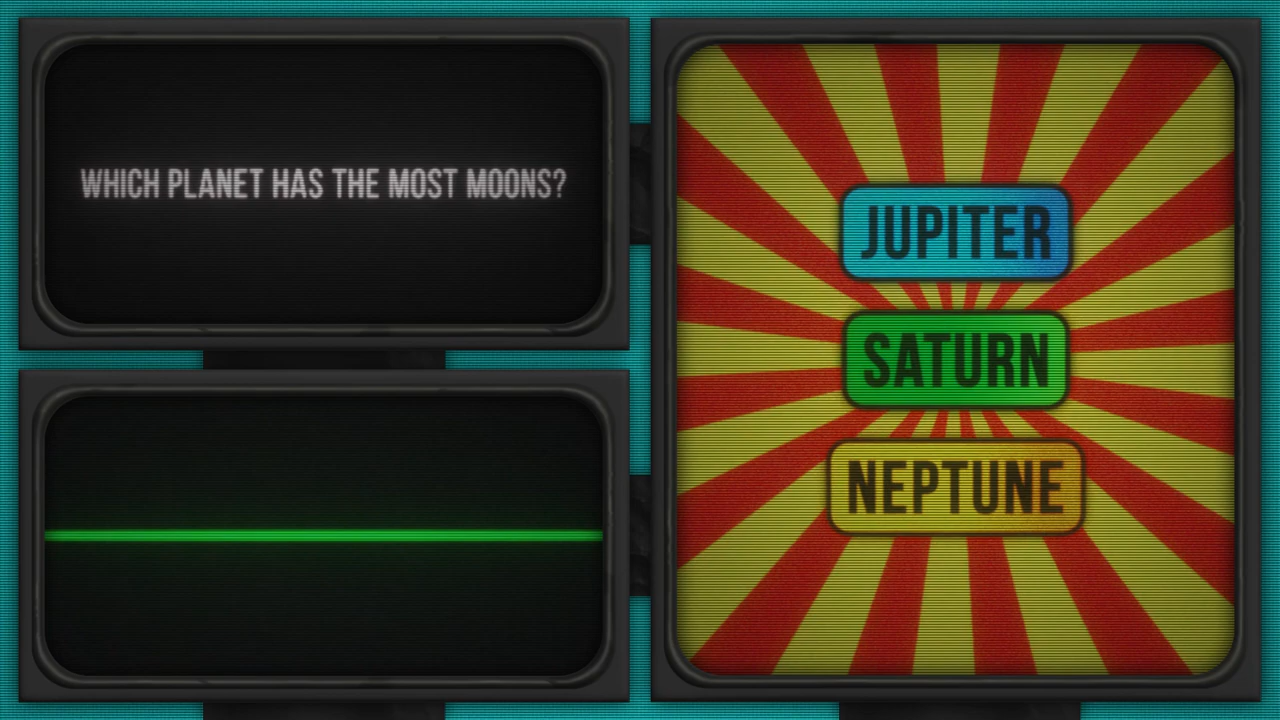 WHICH PLANET HAS THE MOST MOONS?
JUPITER
SATURN
NEPTUNE